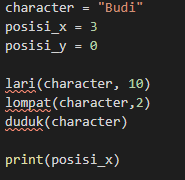 character = "Budi"
posisi_x = 3
posisi_y = 0
lari(character, 10)
lompat(character,2)
duduk(character)
print(posisi_x)